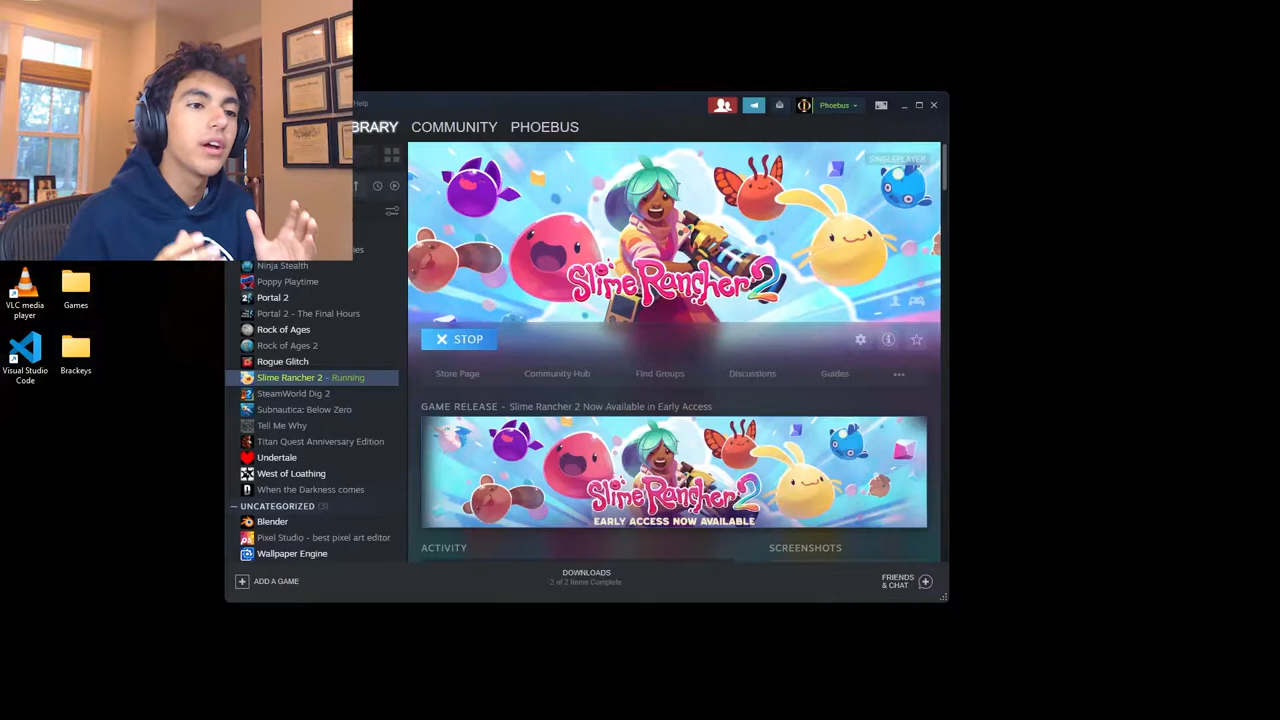 Help
Phoebus
BRARY COMMUNITY PHOEBUS
SINGLEPLAYER
Slime Rancher 2
ies
Ninja Stealth
Poppy Playtime
Portal 2
Portal 2 - The Final Hours
Rock of Ages
Rock of Ages 2
Rogue Glitch
Slime Rancher 2 - Running
SteamWorld Dig 2
Subnautica: Below Zero
Tell Me Why
Titan Quest Anniversary Edition
Undertale
West of Loathing
When the Darkness comes
UNCATEGORIZED (3)
Blender
Pixel Studio - best pixel art editor
Wallpaper Engine
STOP
Store Page Community Hub Find Groups Discussions Guides
GAME RELEASE - Slime Rancher 2 Now Available in Early Access
Slime Rancher 2
EARLY ACCESS NOW AVAILABLE
ACTIVITY
SCREENSHOTS
ADD A GAME
DOWNLOADS
2 of 2 Items Complete
FRIENDS
& CHAT
VLC media
player
Games
Visual Studio
Code
Brackeys